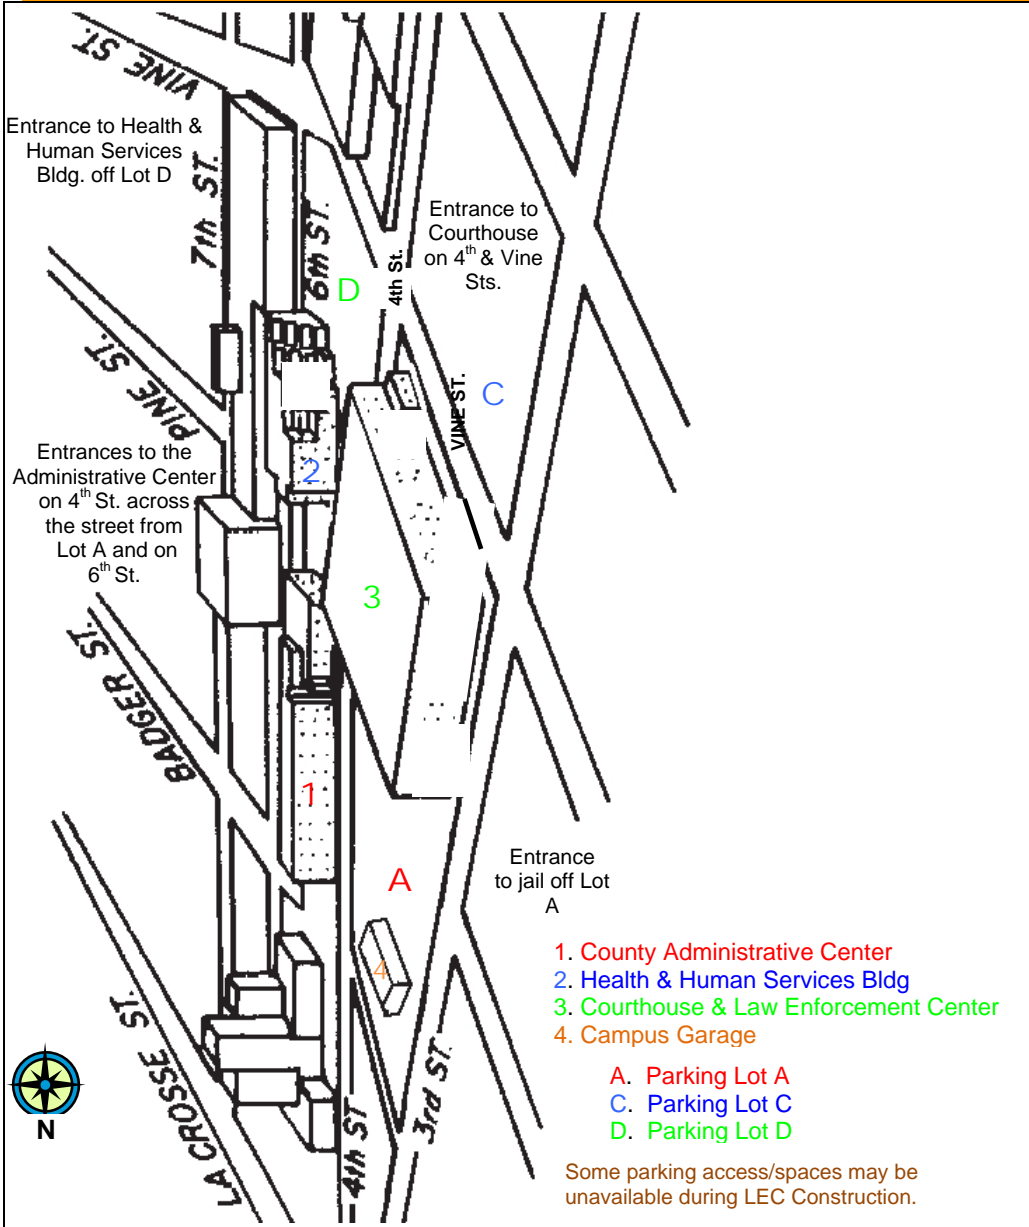 VINE ST.
Entrance to Health &
Human Services
Bldg. off Lot D
7th ST.
6th ST.
D
4th St.
Entrance to
Courthouse
on 4th & Vine
Sts.
PINE ST.
VINE ST.
C
Entrances to the
Administrative Center
on 4th St. across
the street from
Lot A and on
6th St.
2
3
BADGER ST.
1
A
Entrance
to jail off Lot
A
4
LA CROSSE ST.
N
4th ST
3rd ST.
1. County Administrative Center
2. Health & Human Services Bldg
3. Courthouse & Law Enforcement Center
4. Campus Garage
A. Parking Lot A
C. Parking Lot C
D. Parking Lot D
Some parking access/spaces may be
unavailable during LEC Construction.